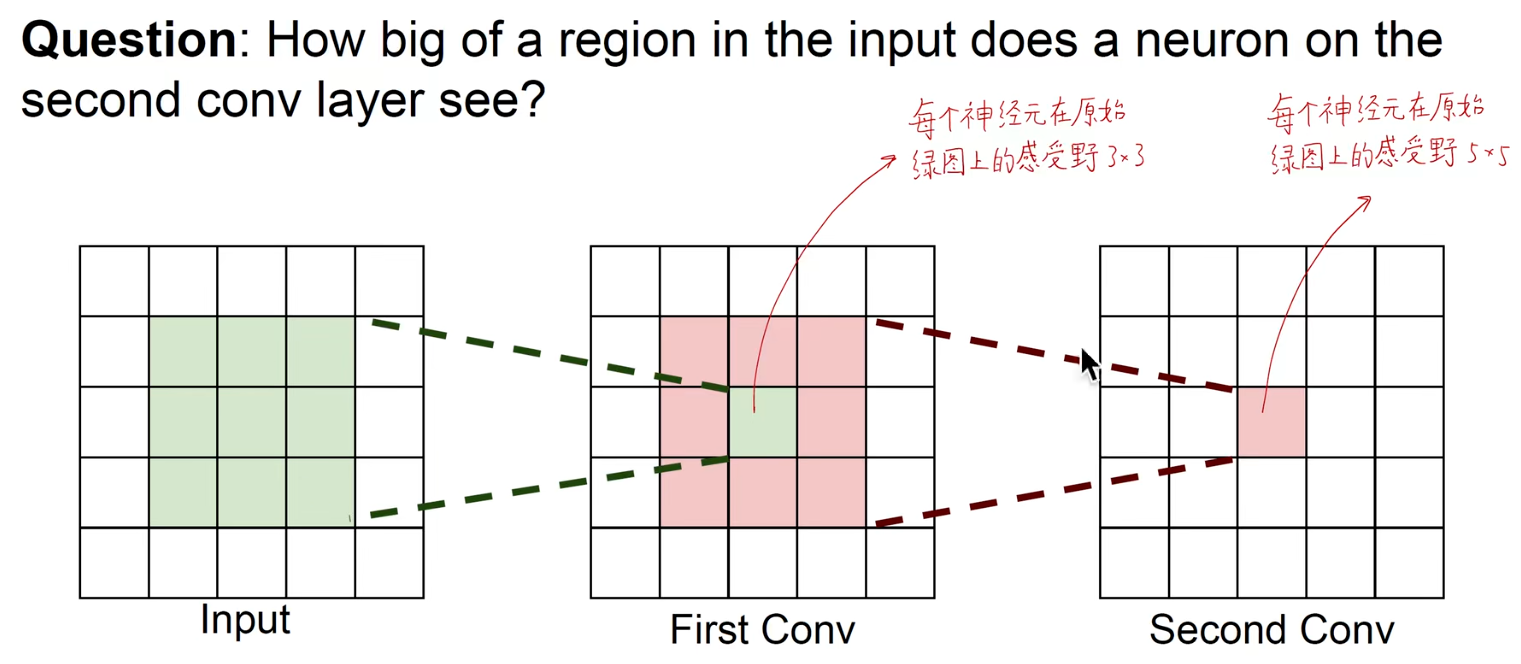 Question: How big of a region in the input does a neuron on the
second conv layer see?
每个神经元在原始
绿图上的感受野 3×3
每个神经元在原始
绿图上的感受野 5×5
Input
First Conv
Second Conv